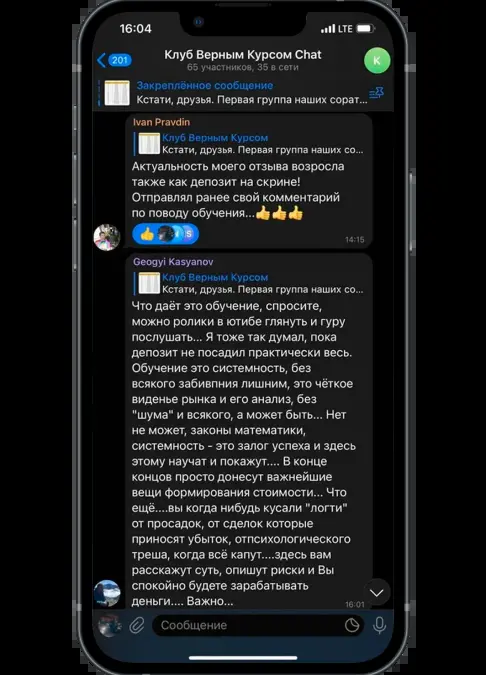 16:04
LTE
201
Клуб Верным Курсом Chat
65 участников, 35 в сети
K
Закреплённое сообщение
Кстати, друзья. Первая группа наших сорат...
Ivan Pravdin
Клуб Верным Курсом
Кстати, друзья. Первая группа наших со...
Актуальность моего отзыва возросла
также как депозит на скрине!
Отправлял ранее свой комментарий
по поводу обучения...👍👍👍
👍 S
14:15
Geogyi Kasyanov
Клуб Верным Курсом
Кстати, друзья. Первая группа наших со...
Что даёт это обучение, спросите,
можно ролики в ютибе глянуть и гуру
послушать... Я тоже так думал, пока
депозит не посадил практически весь.
Обучение это системность, без
всякого забивпния лишним, это чёткое
виденье рынка и его анализ, без
"шума" и всякого, а может быть... Нет
не может, законы математики,
системность - это залог успеха и здесь
этому научат и покажут.... В конце
концов просто донесут важнейшие
вещи формирования стоимости... Что
ещё....вы когда нибудь кусали "логти"
от просадок, от сделок которые
приносят убыток, отпсихологического
треша, когда всё капут....здесь вам
расскажут суть, опишут риски и Вы
спокойно будете зарабатывать
деньги.... Важно...
16:01
Сообщение